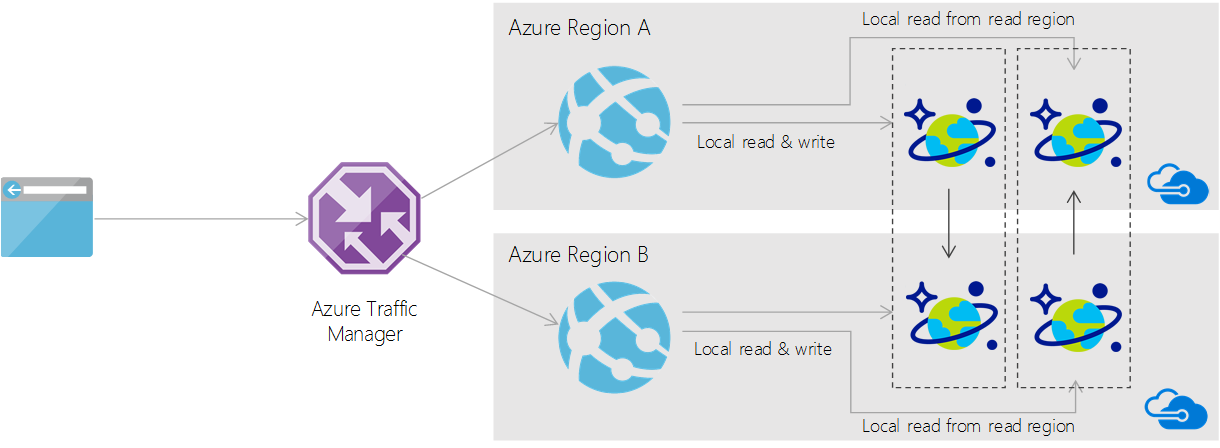 Azure Region A
Local read from read region
Local read & write
Azure Traffic
Manager
Azure Region B
Local read & write
Local read from read region